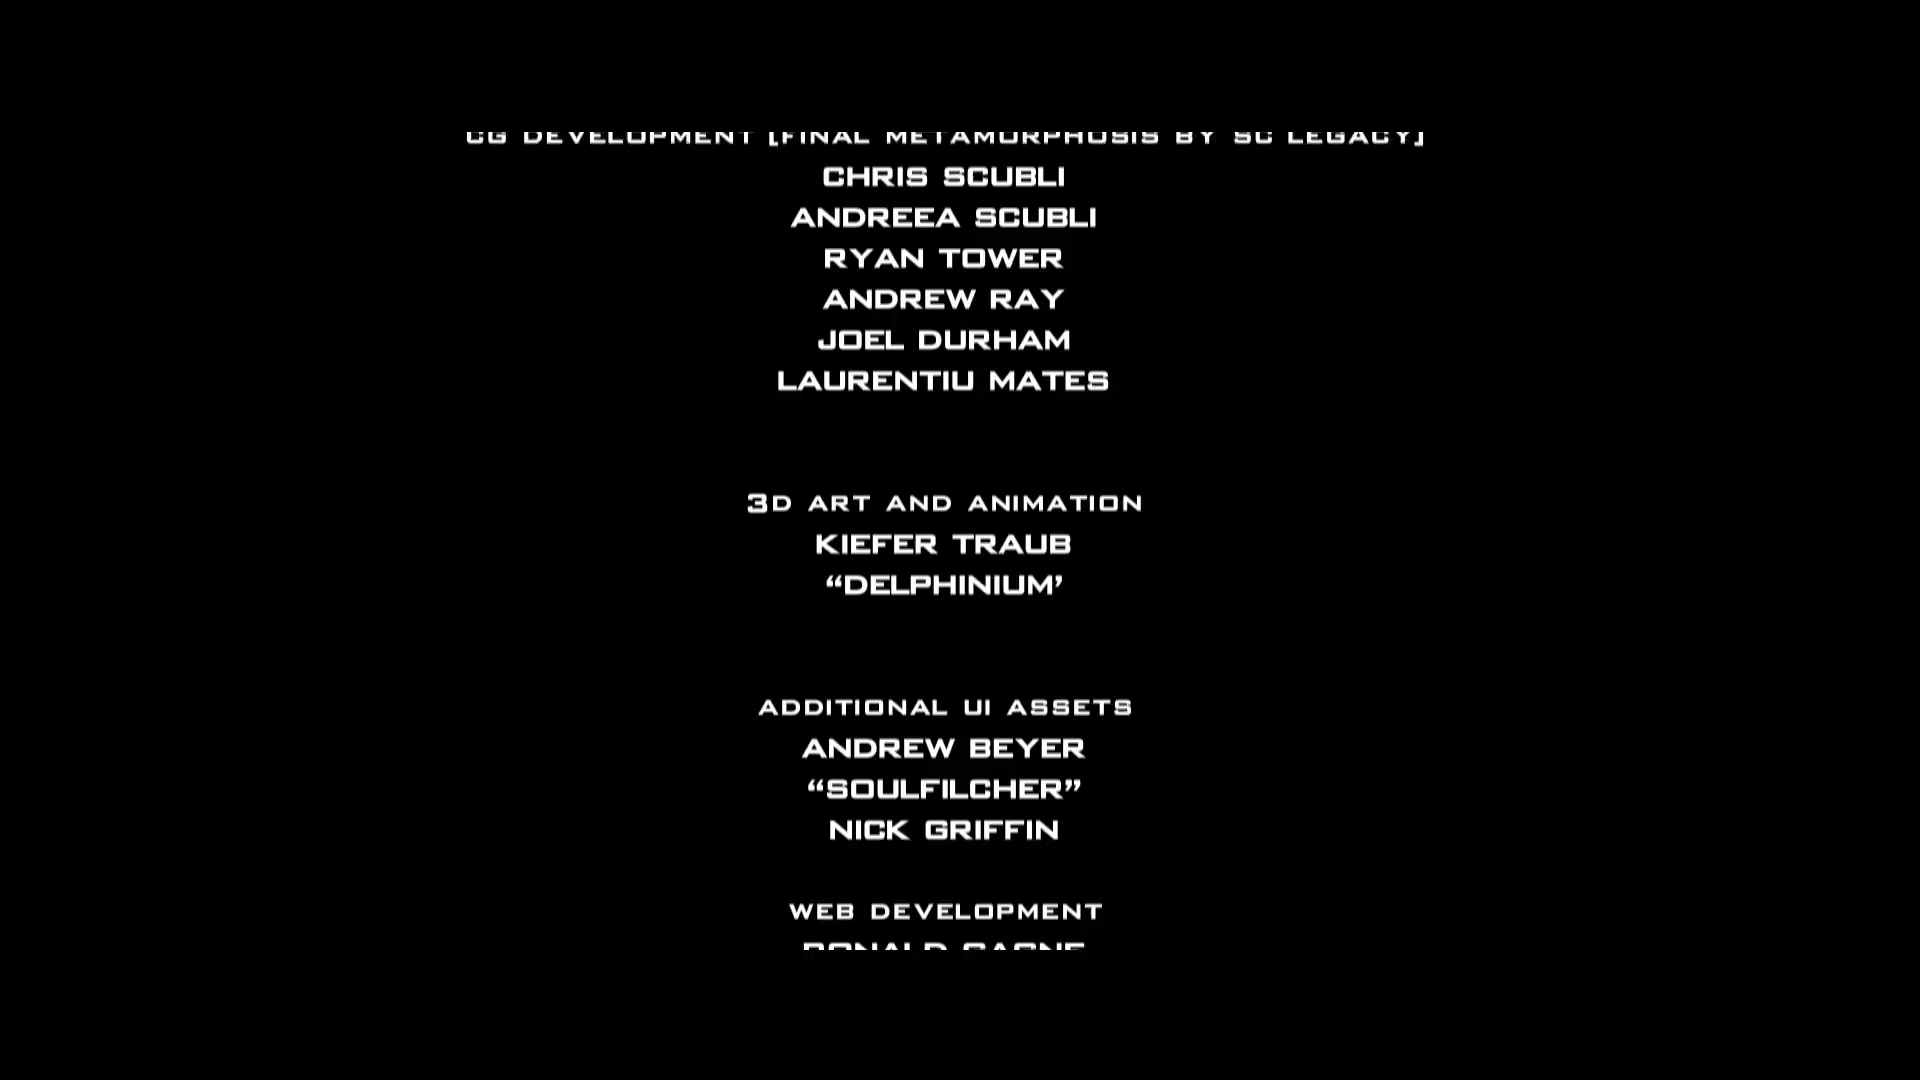 CG DEVELOPMENT [FINAL METAMORPHOSIS BY SC LEGACY]
CHRIS SCUBLI
ANDREEA SCUBLI
RYAN TOWER
ANDREW RAY
JOEL DURHAM
LAURENTIU MATES
3D ART AND ANIMATION
KIEFER TRAUB
“DELPHINIUM’
ADDITIONAL UI ASSETS
ANDREW BEYER
“SOULFILCHER”
NICK GRIFFIN
WEB DEVELOPMENT
RONALD